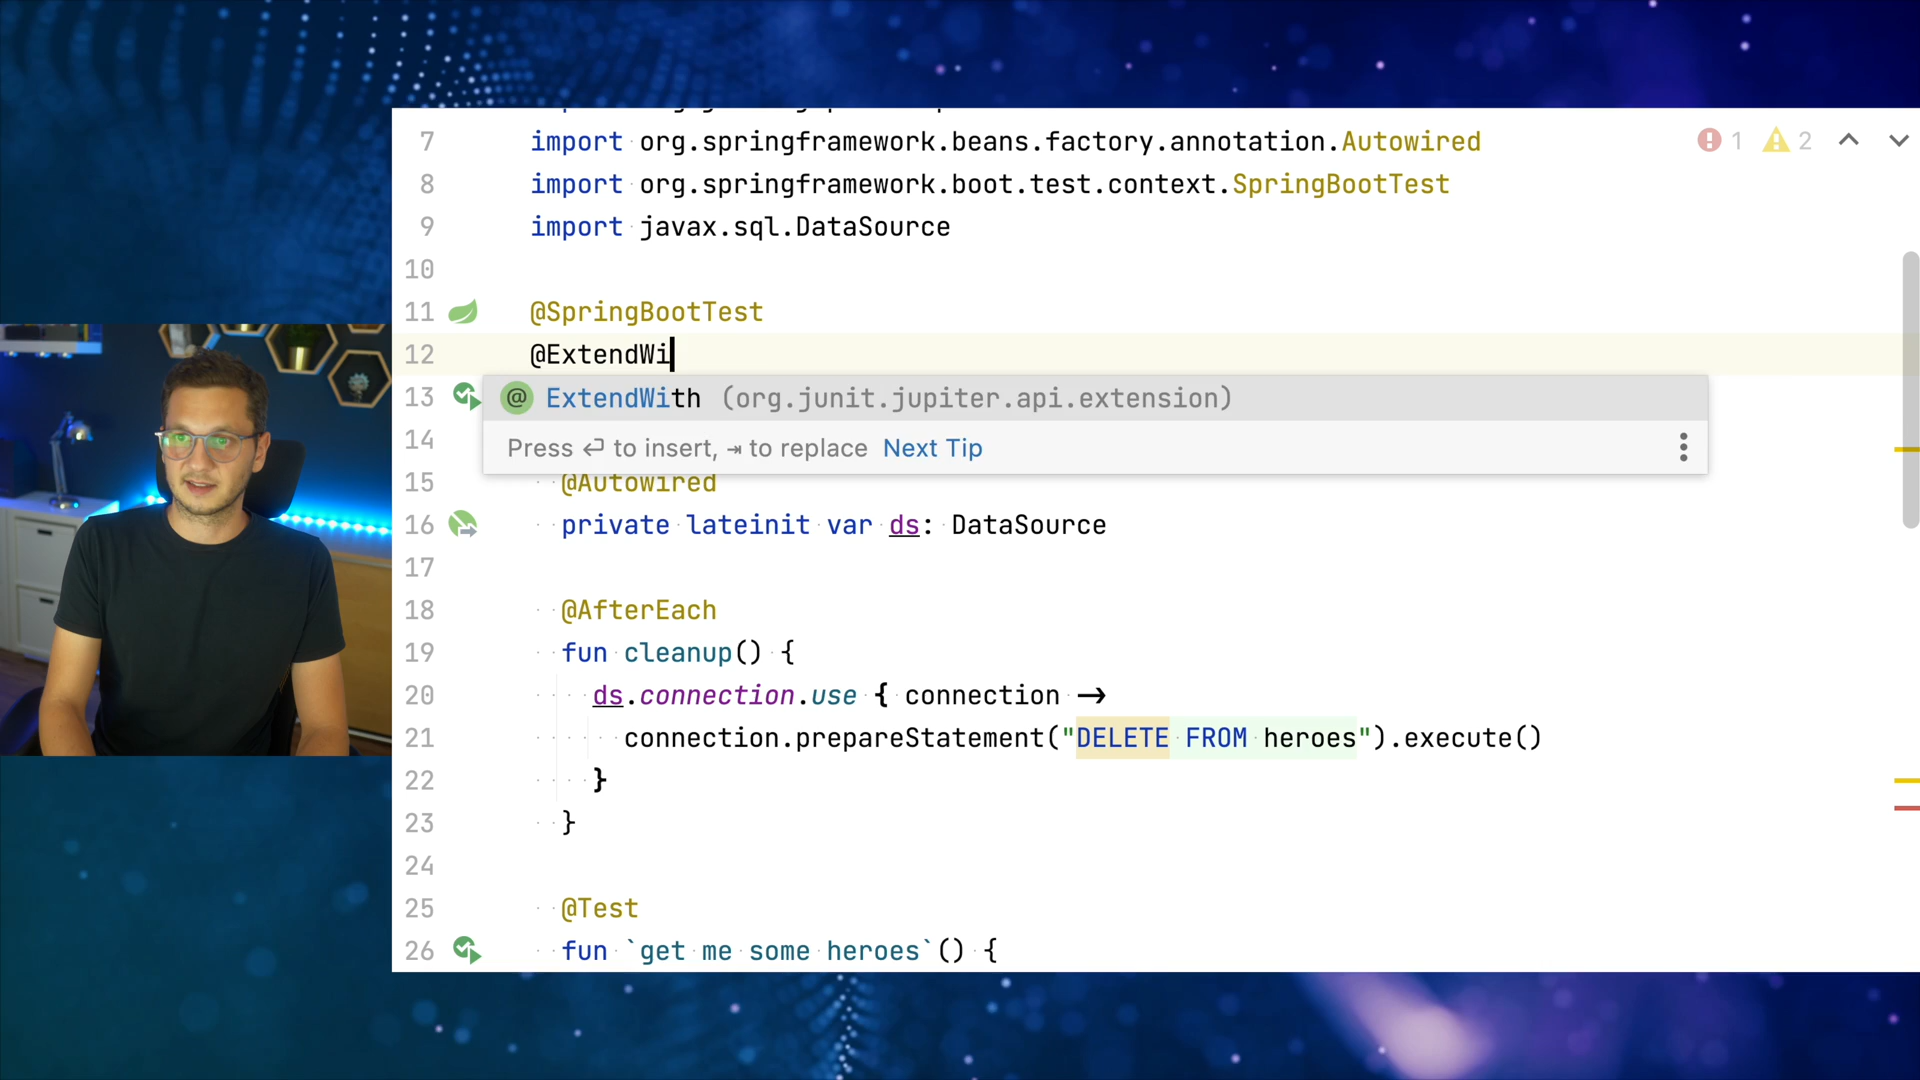 7 import org.springframework.beans.factory.annotation.Autowired
1 2
8 import org.springframework.boot.test.context.SpringBootTest
9 import javax.sql.DataSource
10
11 @SpringBootTest
12 @ExtendWi
13 @ ExtendWith (org.junit.jupiter.api.extension)
14 Press ⏎ to insert, ⇥ to replace Next Tip
15 @Autowired
16 private lateinit var ds: DataSource
17
18 @AfterEach
19 fun cleanup() {
20 ds.connection.use { connection ->
21 connection.prepareStatement("DELETE FROM heroes").execute()
22 }
23 }
24
25 @Test
26 fun `get me some heroes`() {